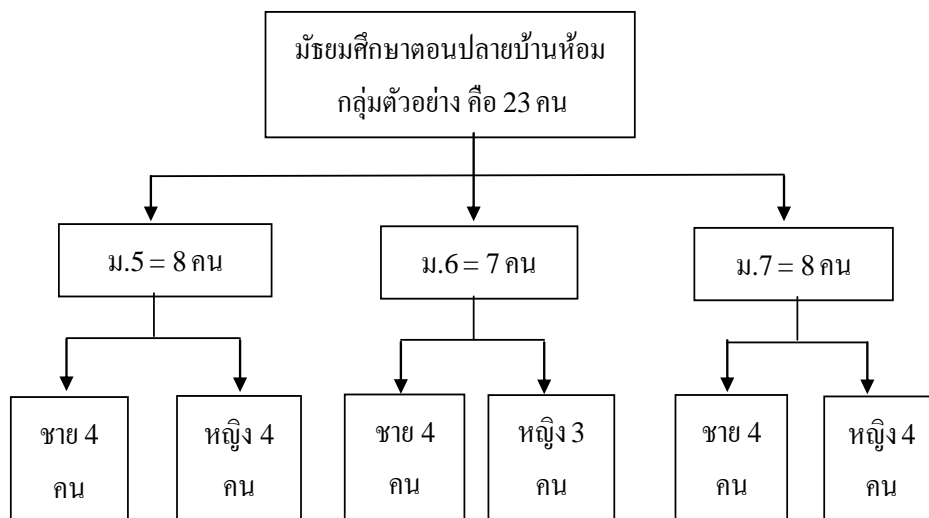 มัธยมศึกษาตอนปลายบ้านห้อม
กลุ่มตัวอย่าง คือ 23 คน
ม.5 = 8 คน
ม.6 = 7 คน
ม.7 = 8 คน
ชาย 4
คน
หญิง 4
คน
ชาย 4
คน
หญิง 3
คน
ชาย 4
คน
หญิง 4
คน